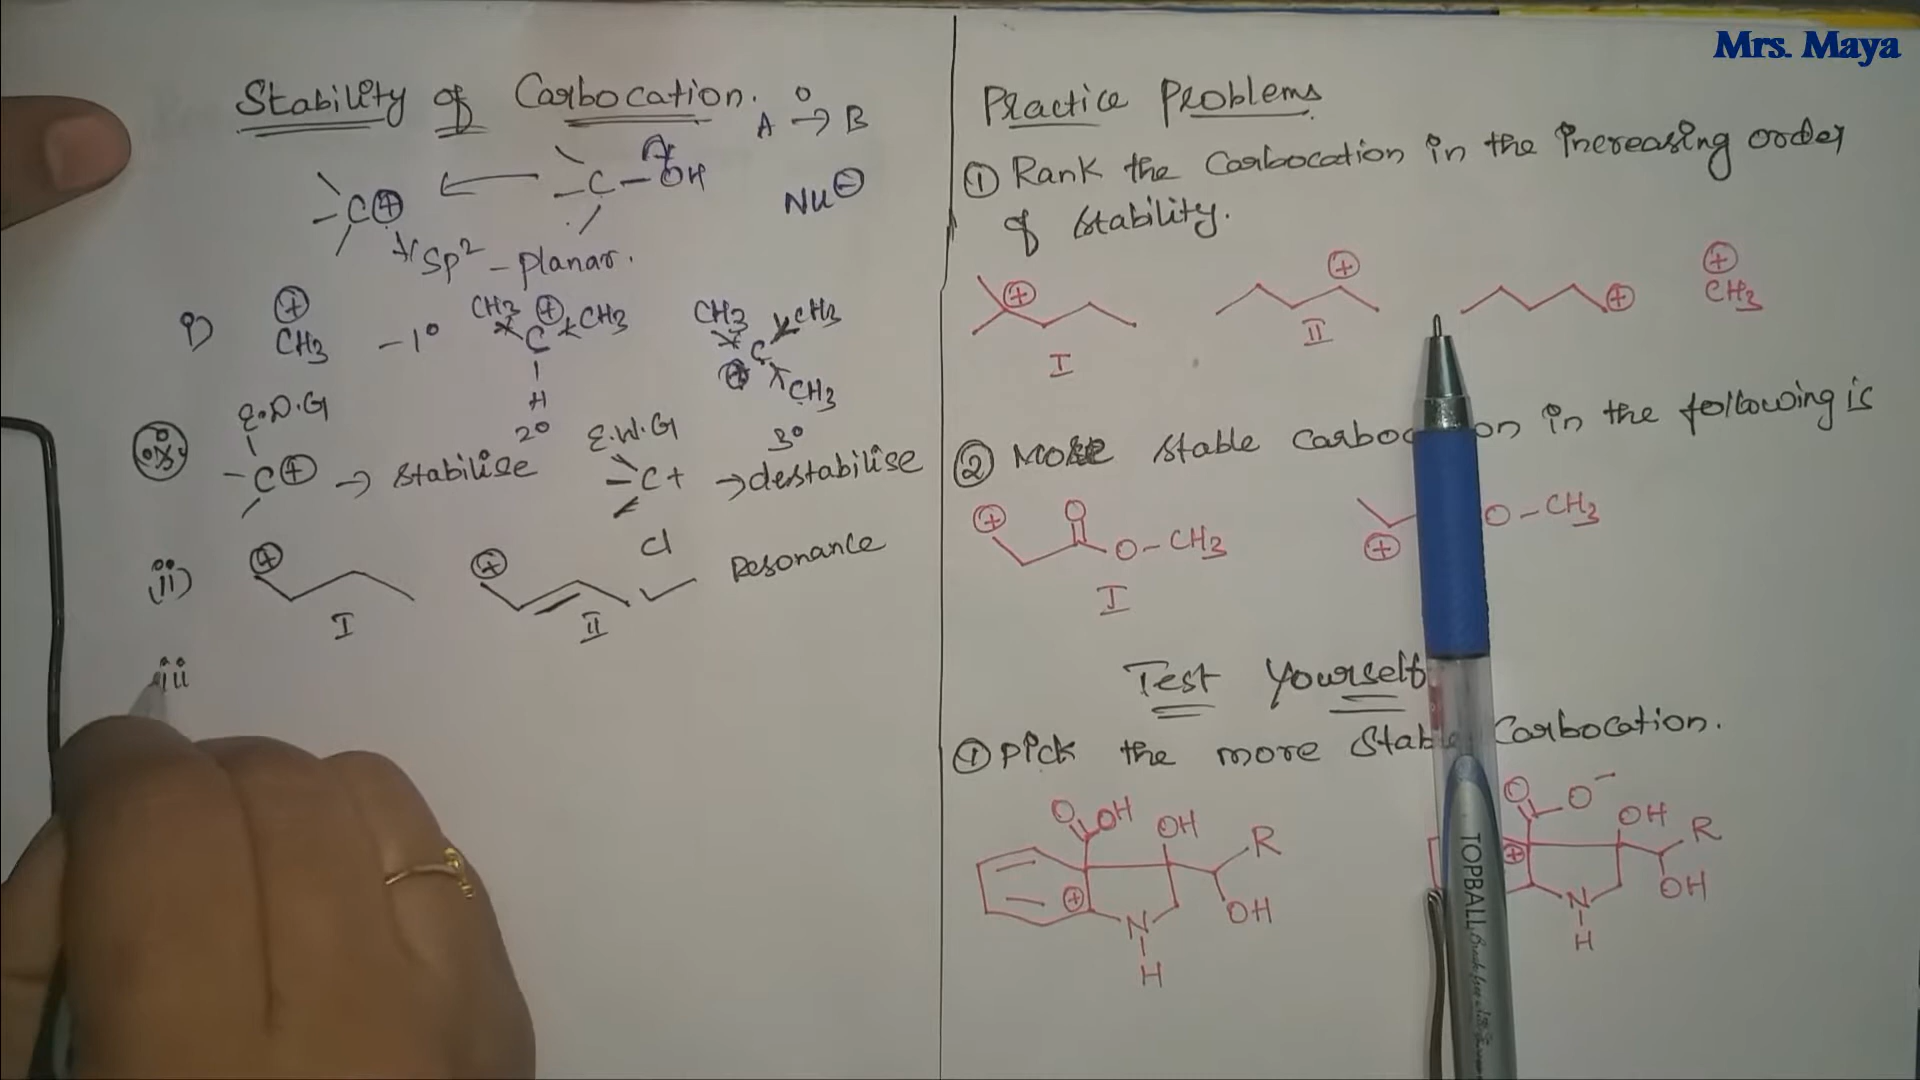 Mrs. Maya
Stability of Carbocation.
A → B
C+ ← C-OH
Nu⊖
Sp2 - planar.
i)
⊕
CH3 - 1°
CH3 ⊕ CH3
C
H
2°
CH3 CH3
C
⊕ CH3
3°
E.D.G
C⊕ → stabilise
E.W.G
C+ → destabilise
ii)
⊕
I
⊕
II
Cl
Resonance
iii
Practice Problems
① Rank the Carbocation in the increasing order
of stability.
⊕
I
⊕
II
⊕
⊕
CH3
② More stable carboc on in the following is
⊕
O
O-CH3
I
⊕
O-CH3
Test Yourself
① Pick the more Stable Carbocation.
O OH OH R
⊕
N OH
H
O O- OH R
⊕
N OH
H
TOPBALL